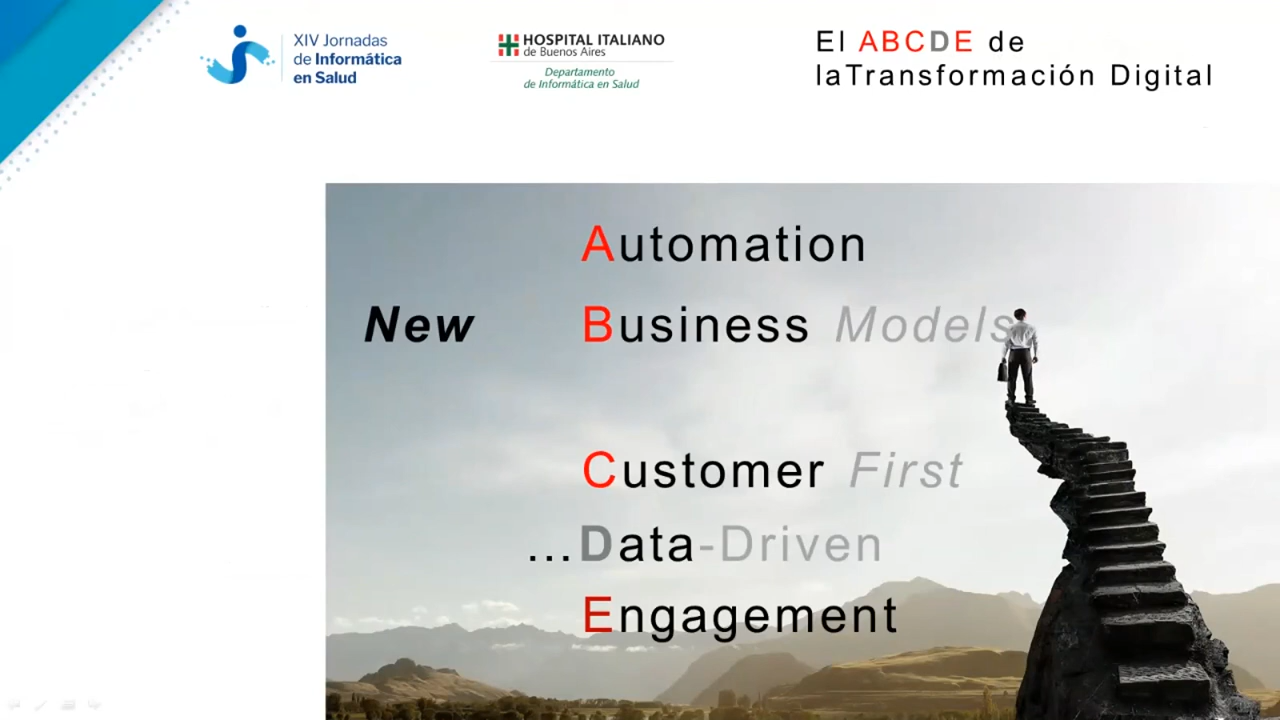 XIV Jornadas
de Informática
en Salud
HOSPITAL ITALIANO
de Buenos Aires
Departamento
de Informática en Salud
El ABCDE de
laTransformación Digital
Automation
New Business Models
Customer First
...Data-Driven
Engagement